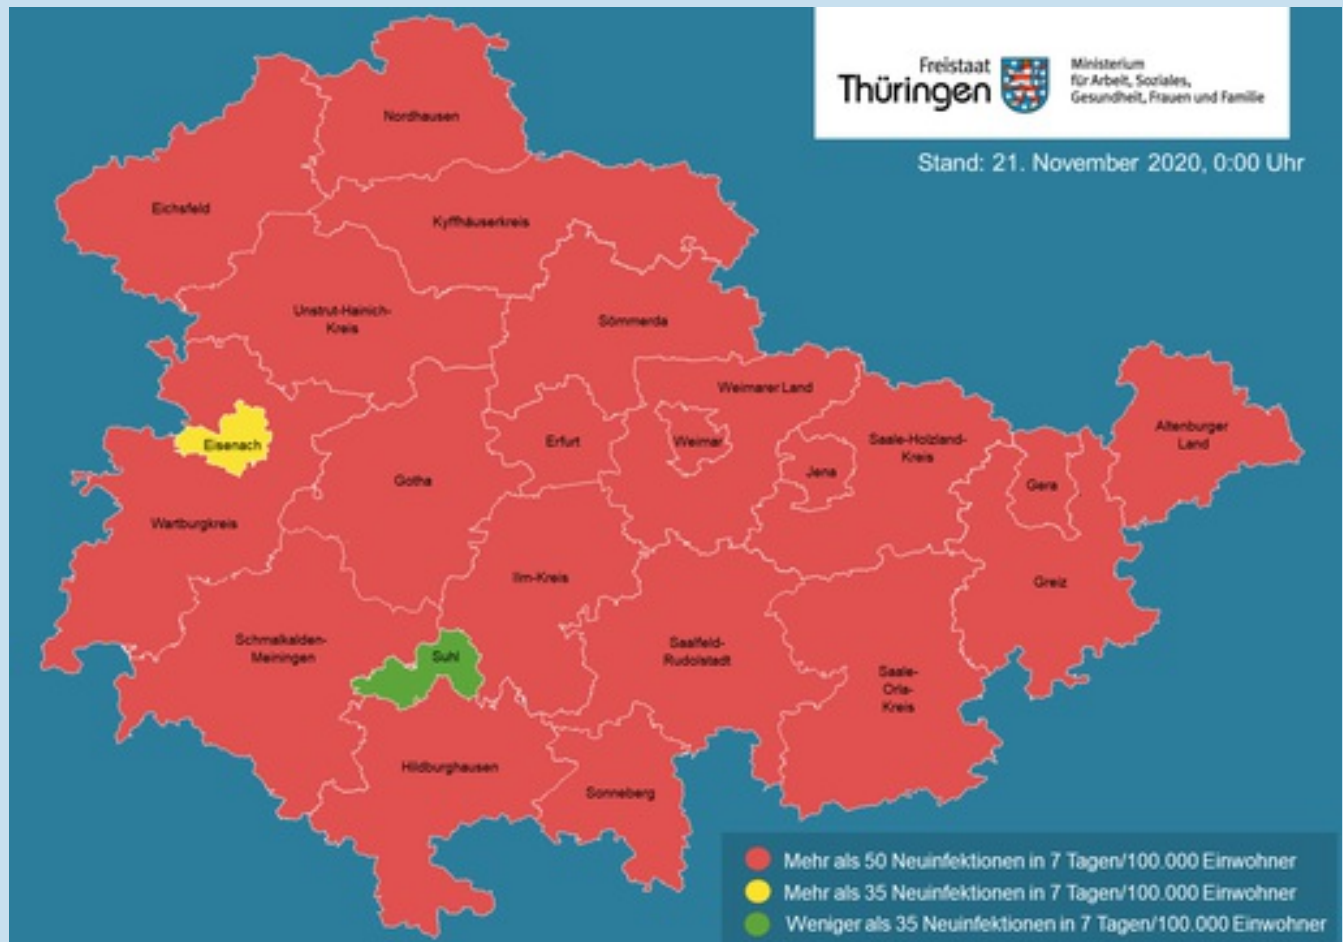 Freistaat
Thüringen
Ministerium
für Arbeit, Soziales,
Gesundheit, Frauen und Familie
Stand: 21. November 2020, 0:00 Uhr
Nordhausen
Eichsfeld
Kyffhäuserkreis
Unstrut-Hainich-
Kreis
Sömmerda
Weimarer Land
Eisenach
Erfurt
Weimar
Saale-Holzland-
Kreis
Altenburger
Land
Gotha
Jena
Gera
Wartburgkreis
Ilm-Kreis
Greiz
Schmalkalden-
Meiningen
Suhl
Saalfeld-
Rudolstadt
Saale-
Orla-
Kreis
Hildburghausen
Sonneberg
Mehr als 50 Neuinfektionen in 7 Tagen/100.000 Einwohner
Mehr als 35 Neuinfektionen in 7 Tagen/100.000 Einwohner
Weniger als 35 Neuinfektionen in 7 Tagen/100.000 Einwohner